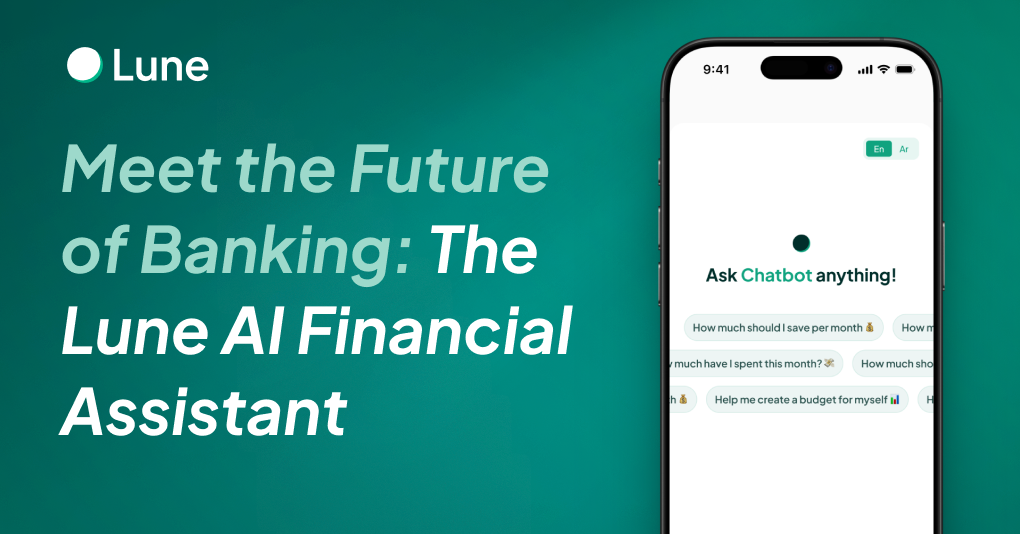 Lune
Meet the Future
of Banking: The
Lune AI Financial
Assistant
9:41
En Ar
Ask Chatbot anything!
How much should I save per month 💰 How m
much have I spent this month? 💸 How much sho
h 💰 Help me create a budget for myself 📊 H